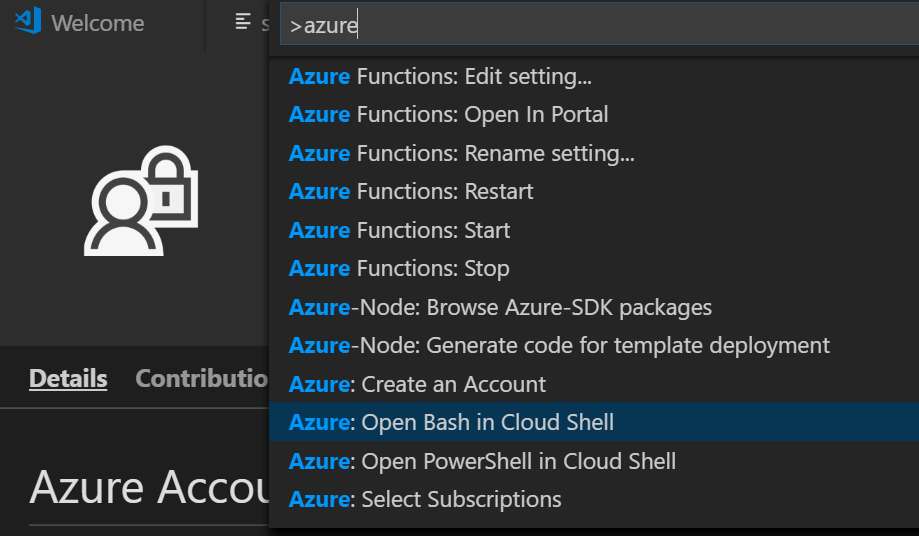 Welcome
>azure
Azure Functions: Edit setting...
Azure Functions: Open In Portal
Azure Functions: Rename setting...
Azure Functions: Restart
Azure Functions: Start
Azure Functions: Stop
Azure-Node: Browse Azure-SDK packages
Azure-Node: Generate code for template deployment
Azure: Create an Account
Azure: Open Bash in Cloud Shell
Azure: Open PowerShell in Cloud Shell
Azure: Select Subscriptions
Details Contributio
Azure Accou